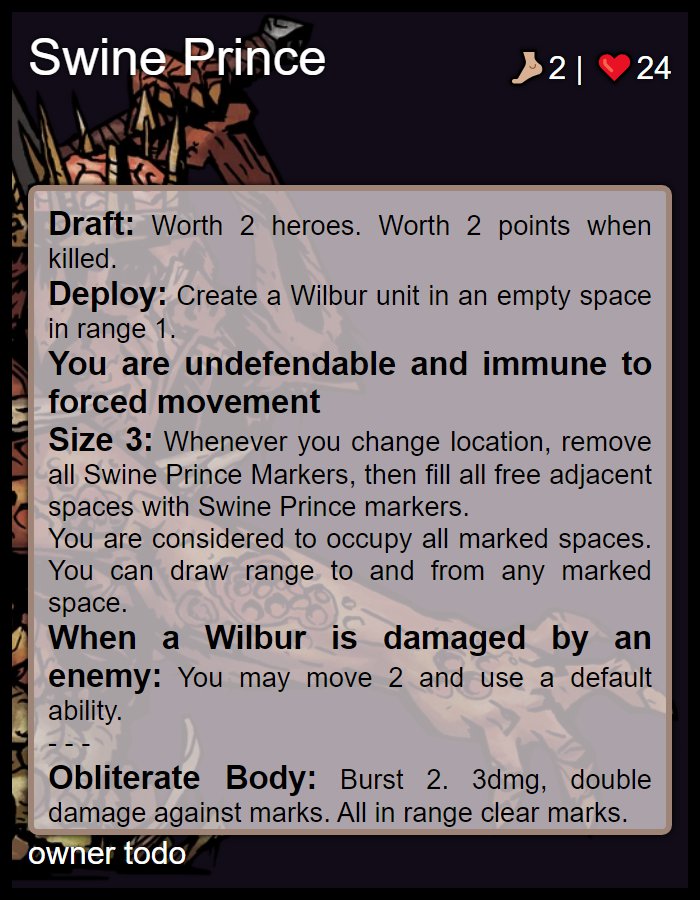 Swine Prince
🦶2 | ❤️24
Draft: Worth 2 heroes. Worth 2 points when
killed.
Deploy: Create a Wilbur unit in an empty space
in range 1.
You are undefendable and immune to
forced movement
Size 3: Whenever you change location, remove
all Swine Prince Markers, then fill all free adjacent
spaces with Swine Prince markers.
You are considered to occupy all marked spaces.
You can draw range to and from any marked
space.
When a Wilbur is damaged by an
enemy: You may move 2 and use a default
ability.
- - -
Obliterate Body: Burst 2. 3dmg, double
damage against marks. All in range clear marks.
owner todo